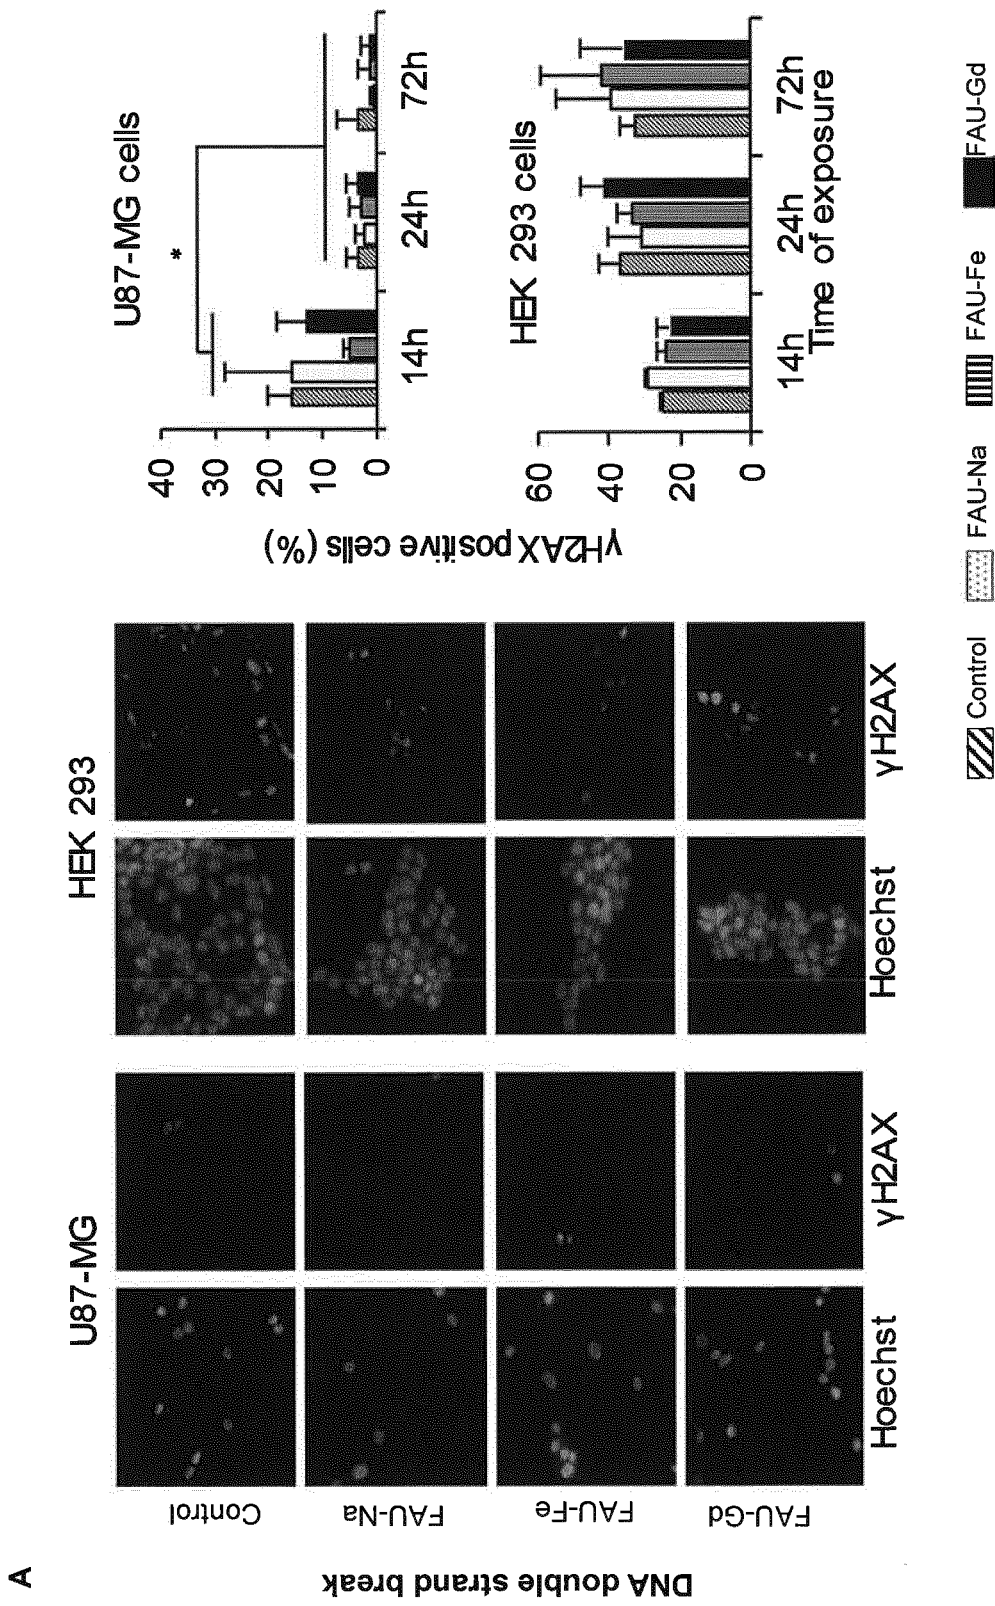 A
U87-MG
HEK 293
DNA double strand break
Control
FAU-Na
FAU-Fe
FAU-Gd
Hoechst
γH2AX
Hoechst
γH2AX
U87-MG cells
*
γH2AX positive cells (%)
40
30
20
10
0
14h
24h
72h
HEK 293 cells
60
40
20
0
14h
24h
72h
Time of exposure
Control
FAU-Na
FAU-Fe
FAU-Gd